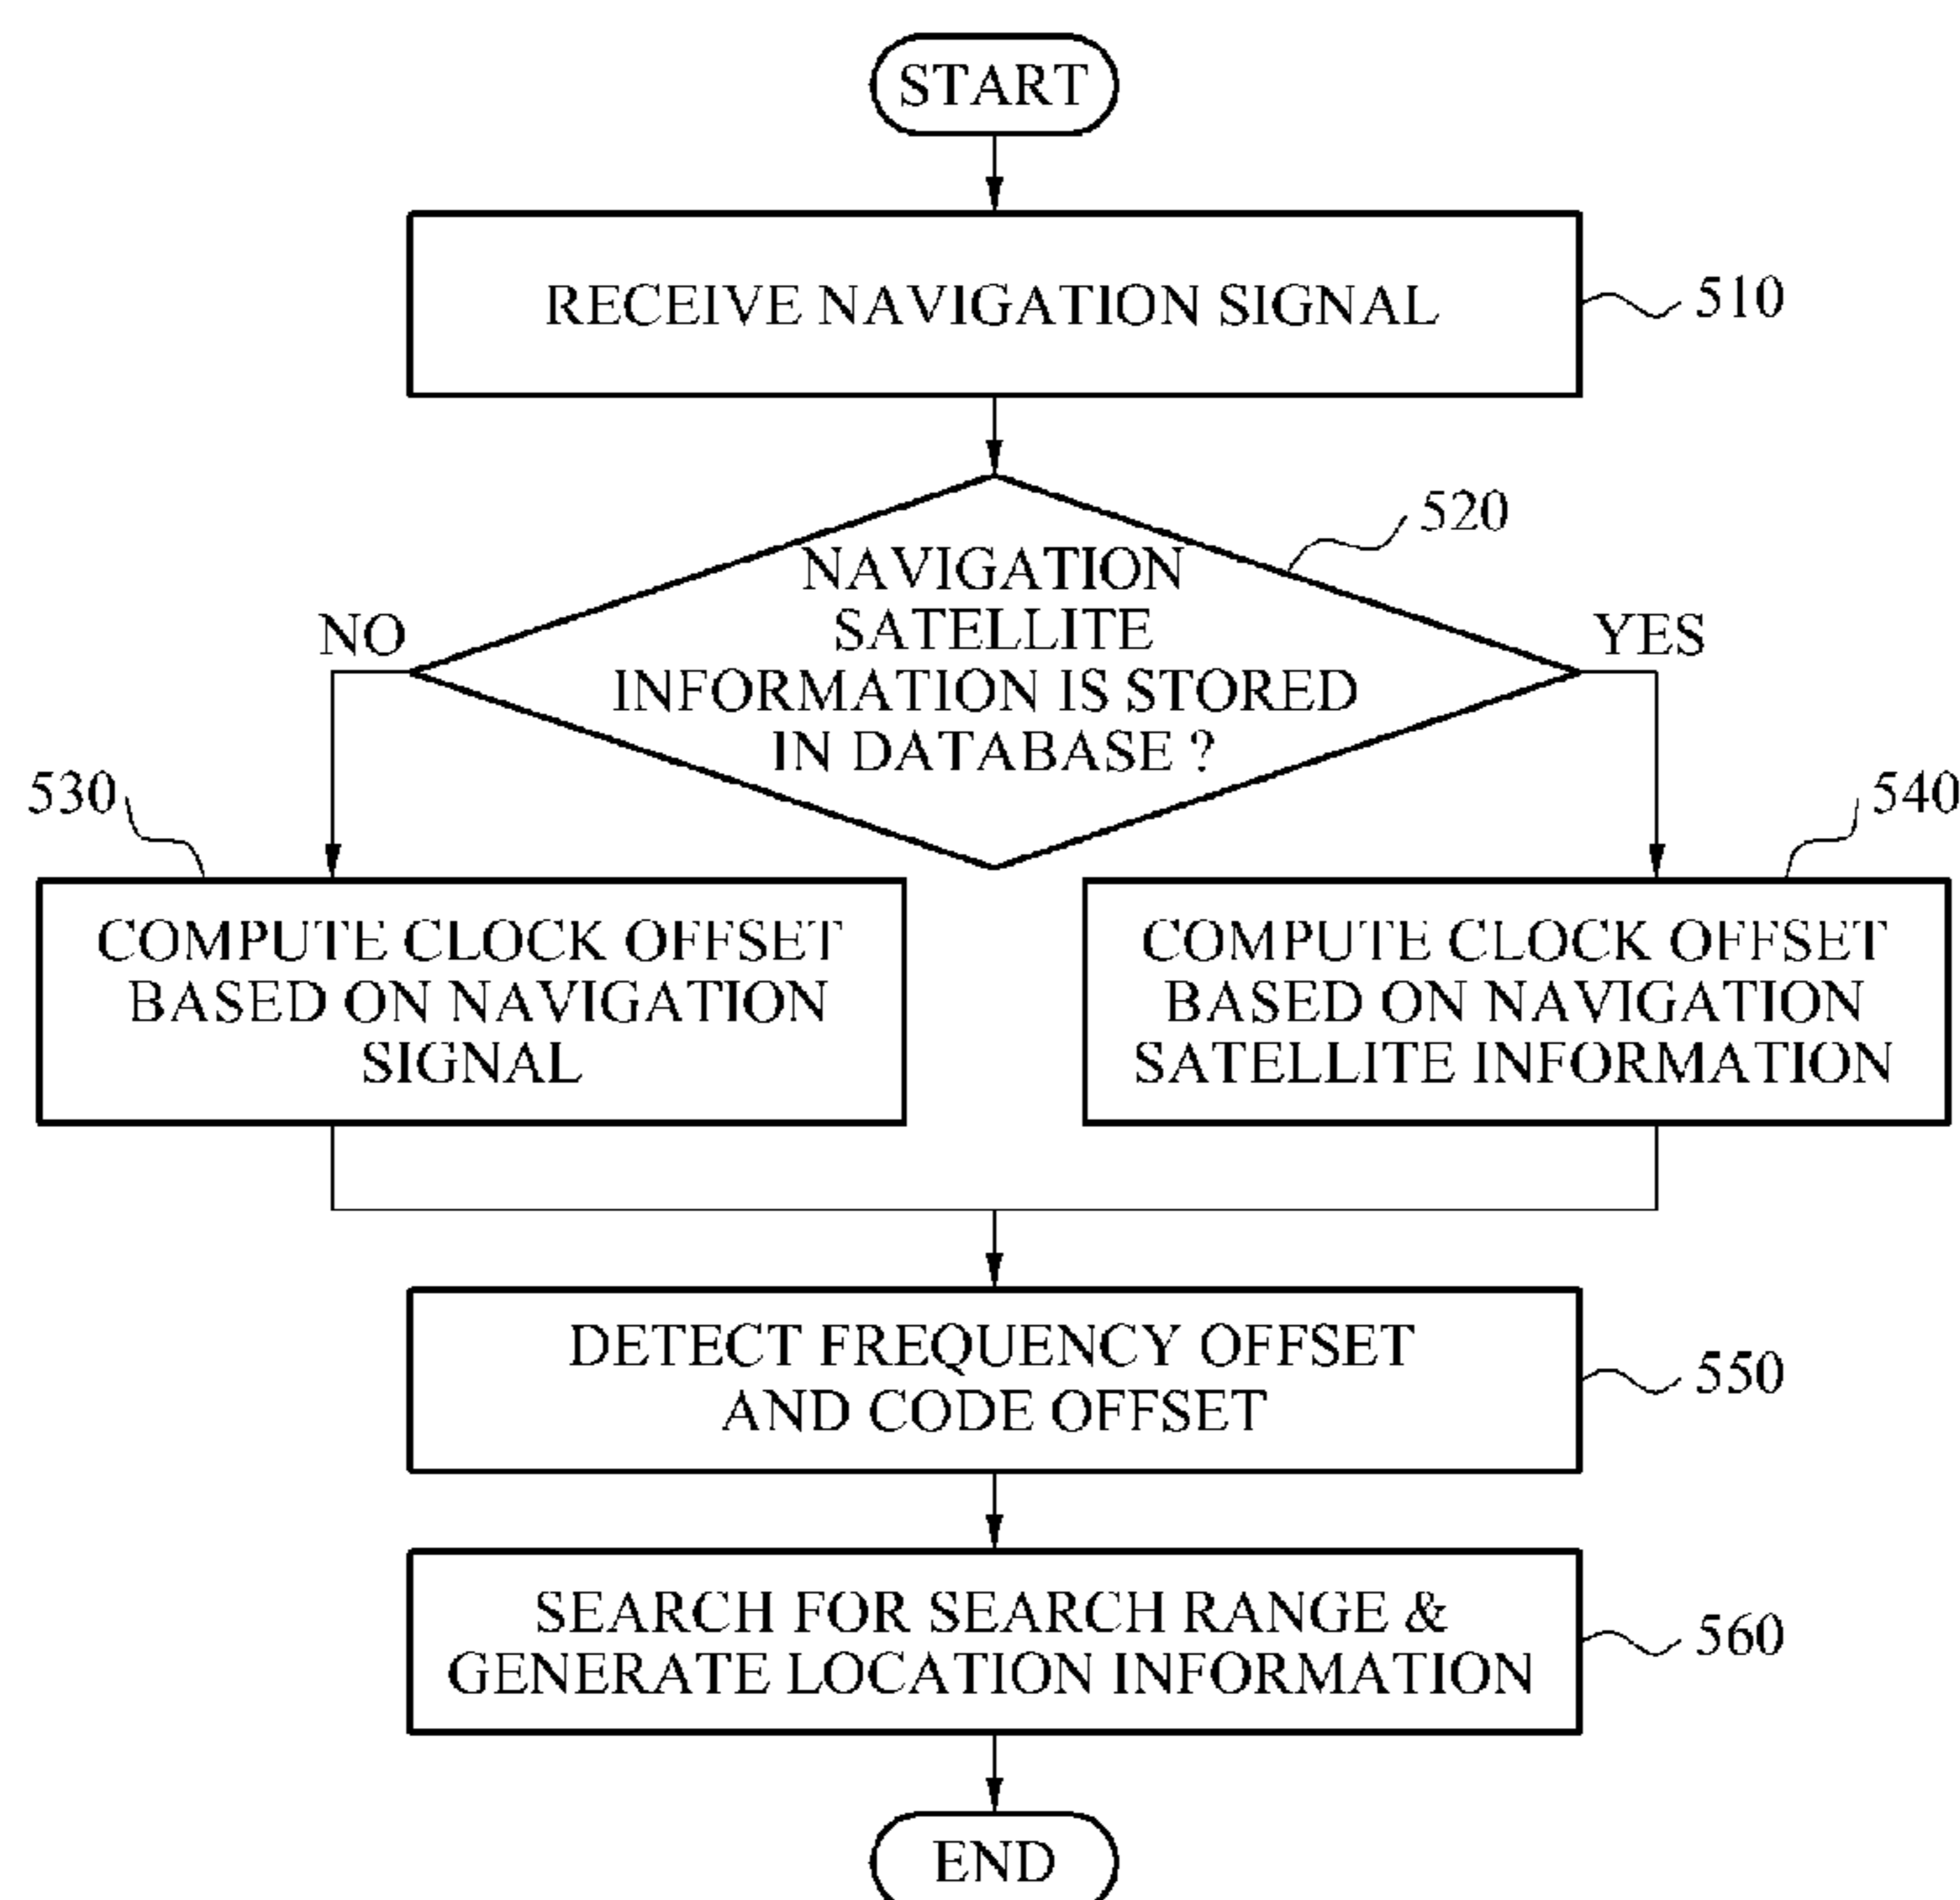 START
RECEIVE NAVIGATION SIGNAL
510
520
NAVIGATION
SATELLITE
INFORMATION IS STORED
IN DATABASE ?
NO
YES
530
540
COMPUTE CLOCK OFFSET
BASED ON NAVIGATION
SIGNAL
COMPUTE CLOCK OFFSET
BASED ON NAVIGATION
SATELLITE INFORMATION
DETECT FREQUENCY OFFSET
AND CODE OFFSET
550
SEARCH FOR SEARCH RANGE &
GENERATE LOCATION INFORMATION
560
END